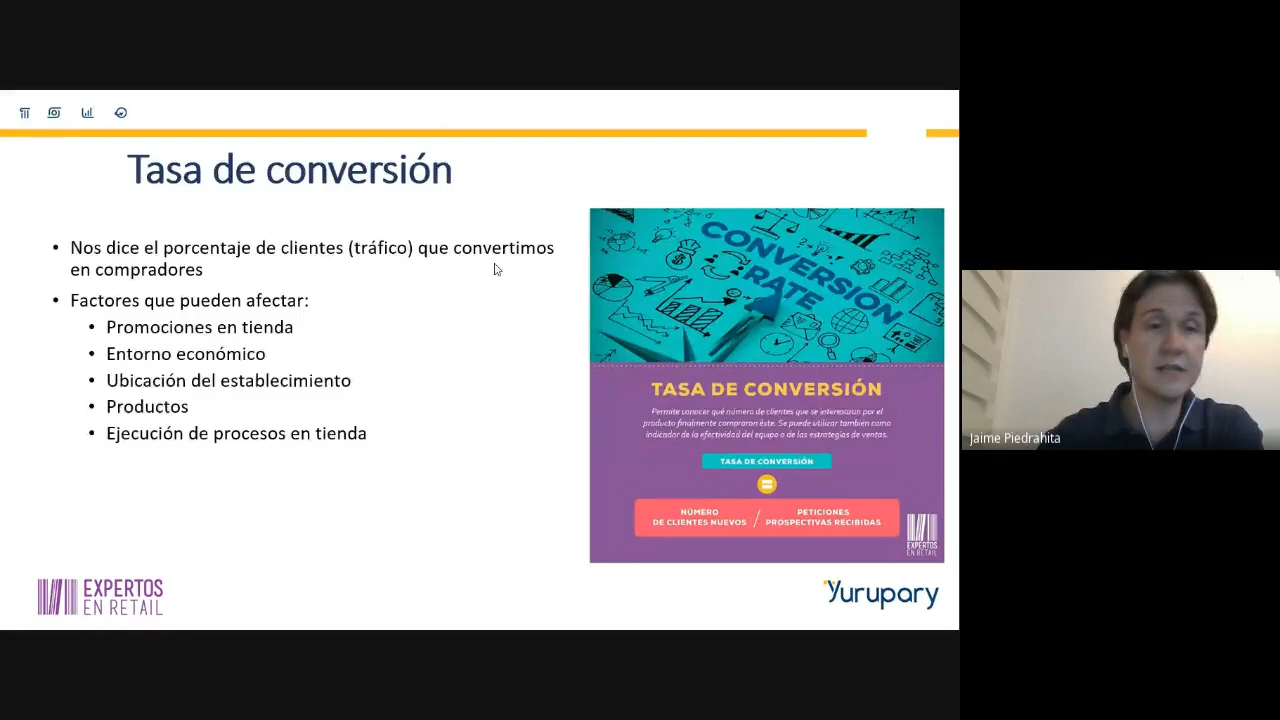 Tasa de conversión
• Nos dice el porcentaje de clientes (tráfico) que convertimos
en compradores
• Factores que pueden afectar:
• Promociones en tienda
• Entorno económico
• Ubicación del establecimiento
• Productos
• Ejecución de procesos en tienda
CONVERSION
RATE
TASA DE CONVERSIÓN
Permite conocer qué número de clientes que se interesaron por el
producto finalmente compraron éste. Se puede utilizar también como
indicador de la efectividad del equipo o de las estrategias de ventas.
TASA DE CONVERSIÓN
=
NÚMERO
DE CLIENTES NUEVOS
/
PETICIONES
PROSPECTIVAS RECIBIDAS
EXPERTOS
EN RETAIL
EXPERTOS
EN RETAIL
Yurupary
Jaime Piedrahita